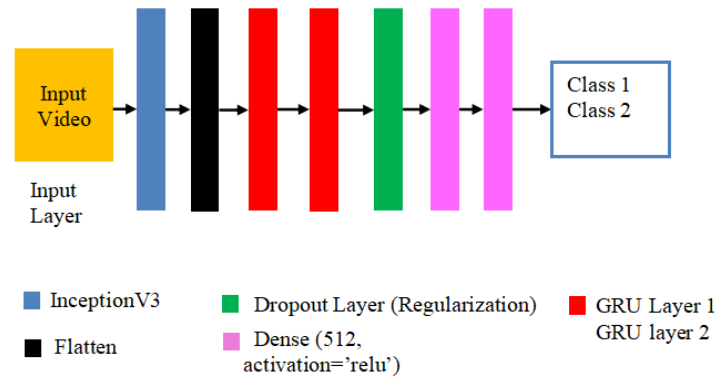 Input
Video
Input
Layer
Class 1
Class 2
InceptionV3
Dropout Layer (Regularization)
GRU Layer 1
GRU layer 2
Flatten
Dense (512,
activation=’relu’)